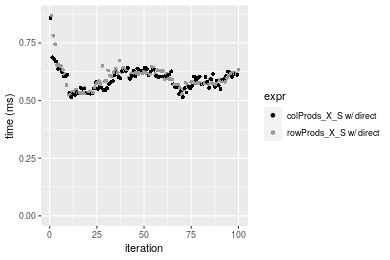 0.75
0.50
0.25
0.00
time (ms)
0
25
50
75
100
iteration
expr
colProds_X_S w/ direct
rowProds_X_S w/ direct